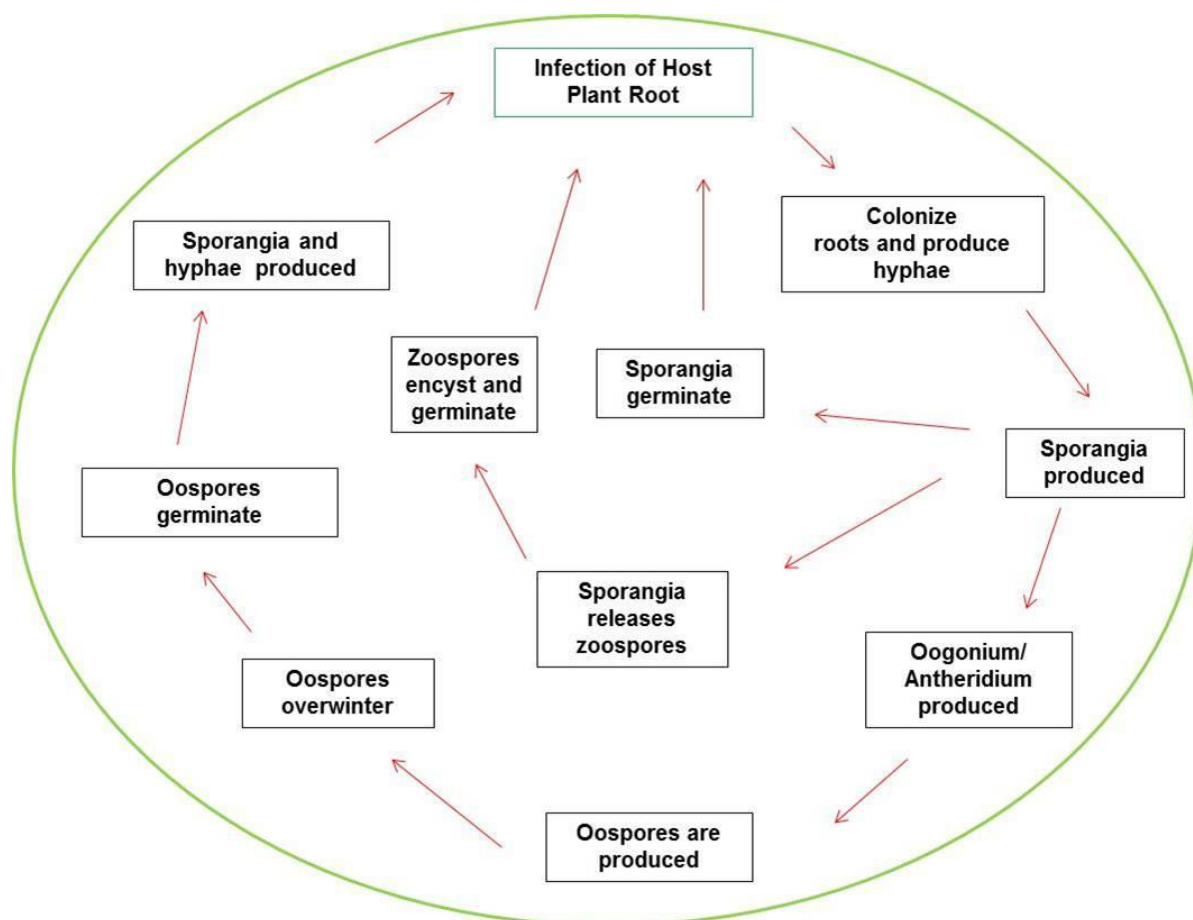 Infection of Host
Plant Root
Colonize
roots and produce
hyphae
Sporangia and
hyphae produced
Zoospores
encyst and
germinate
Sporangia
germinate
Sporangia
produced
Oospores
germinate
Sporangia
releases
zoospores
Oogonium/
Antheridium
produced
Oospores
overwinter
Oospores are
produced